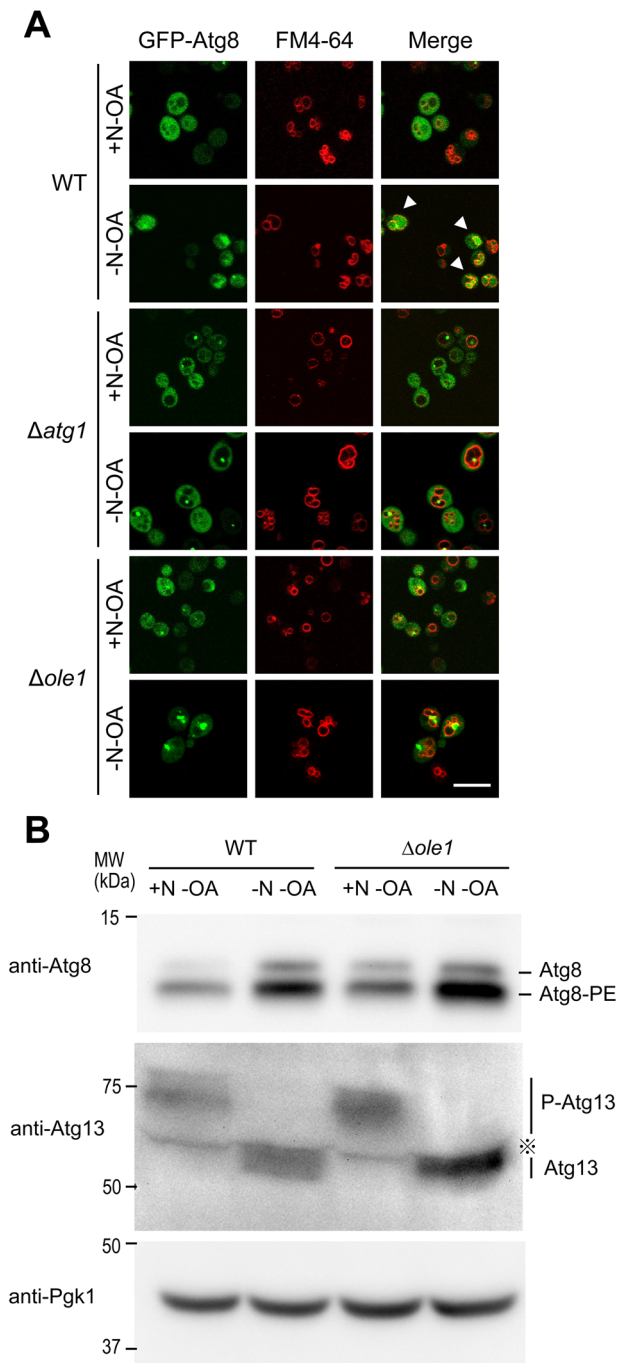 A
GFP-Atg8 FM4-64 Merge
WT
+N-OA
-N-OA
Δatg1
+N-OA
-N-OA
Δole1
+N-OA
-N-OA
B
MW
(kDa)
WT Δole1
+N -OA -N -OA +N -OA -N -OA
15
anti-Atg8
Atg8
Atg8-PE
75
P-Atg13
anti-Atg13
※
Atg13
50
50
anti-Pgk1
37